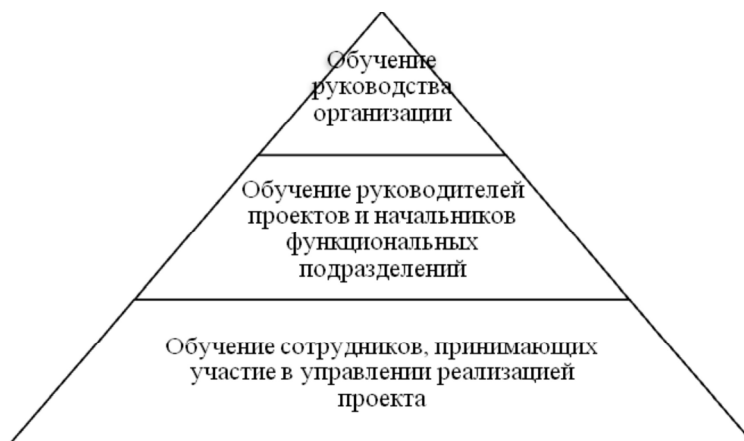 Обучение
руководства
организации
Обучение руководителей
проектов и начальников
функциональных
подразделений
Обучение сотрудников, принимающих
участие в управлении реализацией
проекта